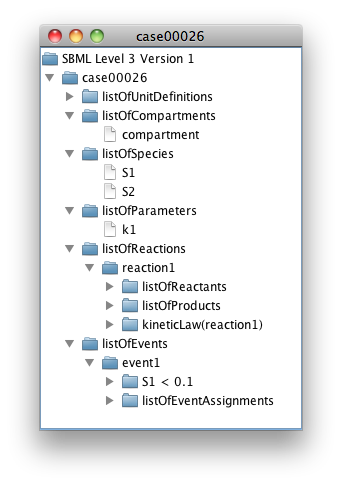 case00026
SBML Level 3 Version 1
case00026
listOfUnitDefinitions
listOfCompartments
compartment
listOfSpecies
S1
S2
listOfParameters
k1
listOfReactions
reaction1
listOfReactants
listOfProducts
kineticLaw(reaction1)
listOfEvents
event1
S1 < 0.1
listOfEventAssignments